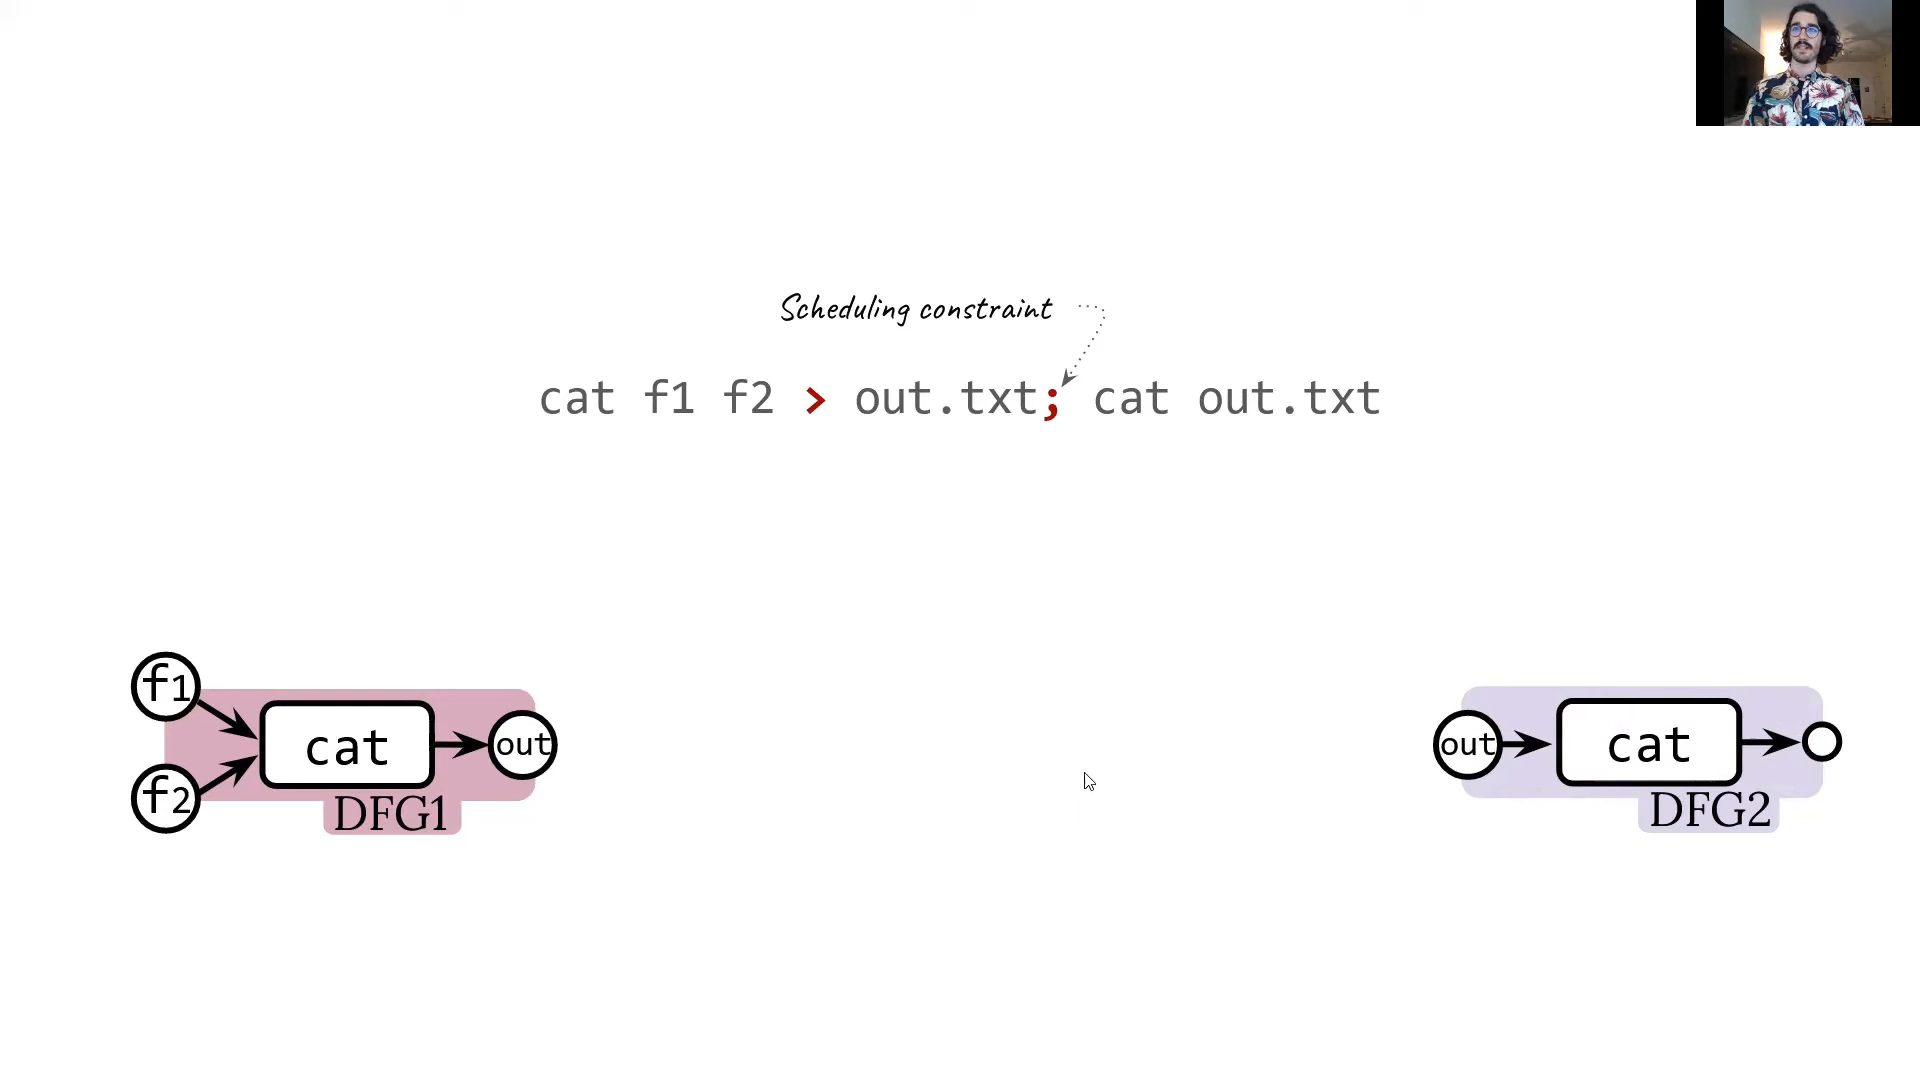 Scheduling constraint
cat f1 f2 > out.txt; cat out.txt
f1
cat
out
f2
DFG1
out
cat
DFG2